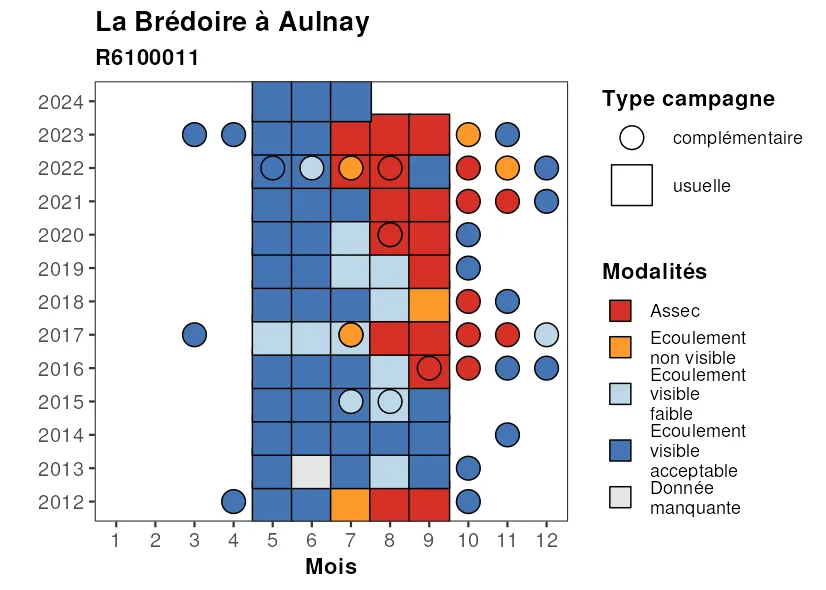 La Brédoire à Aulnay
R6100011
2024
2023
2022
2021
2020
2019
2018
2017
2016
2015
2014
2013
2012
1 2 3 4 5 6 7 8 9 10 11 12
Mois
Type campagne
complémentaire
usuelle
Modalités
Assec
Ecoulement
non visible
Ecoulement
visible
faible
Ecoulement
visible
acceptable
Donnée
manquante